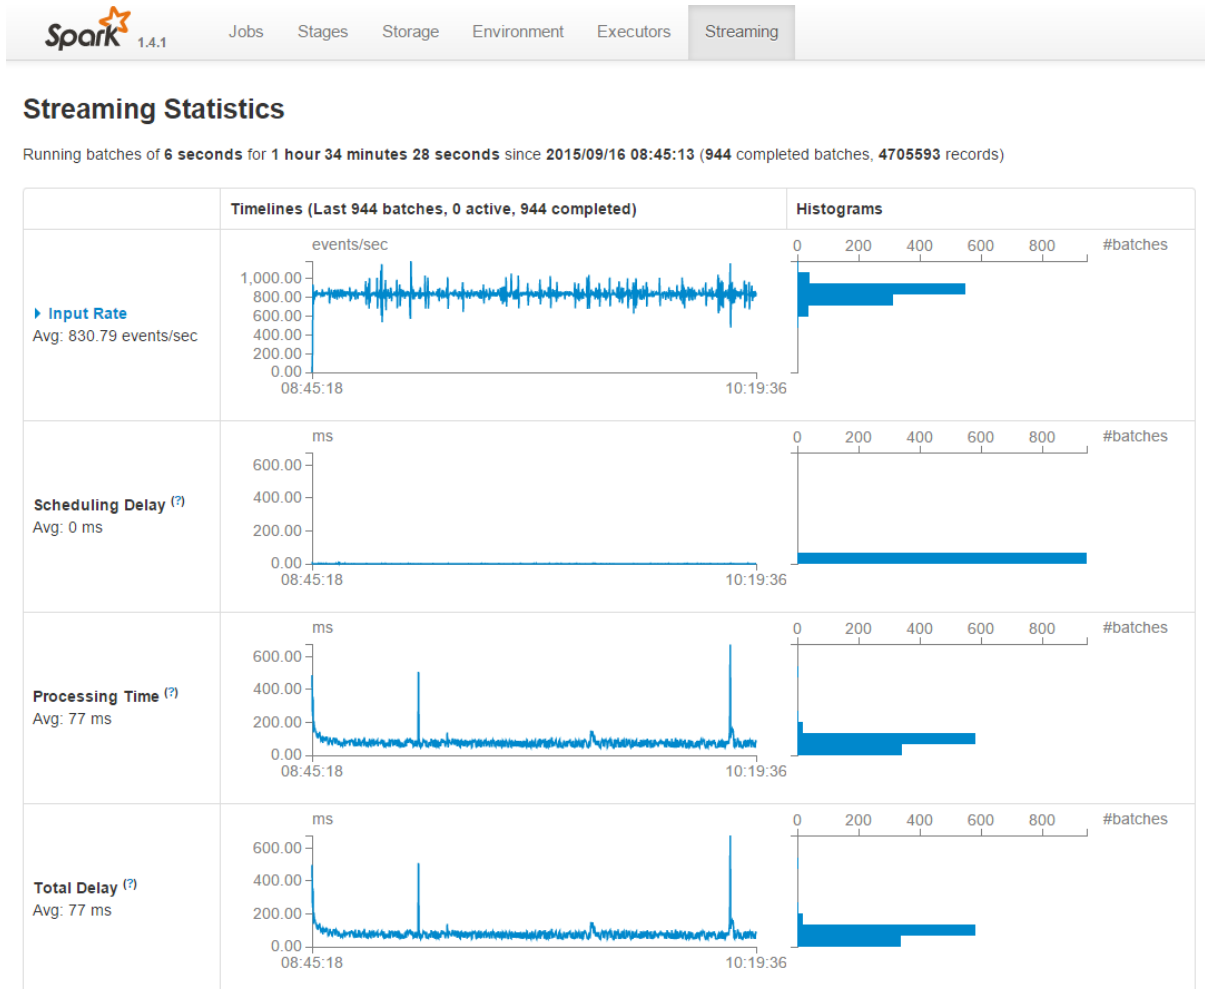 Spark 1.4.1 Jobs Stages Storage Environment Executors Streaming
Streaming Statistics
Running batches of 6 seconds for 1 hour 34 minutes 28 seconds since 2015/09/16 08:45:13 (944 completed batches, 4705593 records)
Timelines (Last 944 batches, 0 active, 944 completed) Histograms
Input Rate
Avg: 830.79 events/sec
events/sec
1,000.00
800.00
600.00
400.00
200.00
0.00
08:45:18 10:19:36
0 200 400 600 800 #batches
Scheduling Delay (?)
Avg: 0 ms
ms
600.00
400.00
200.00
0.00
08:45:18 10:19:36
0 200 400 600 800 #batches
Processing Time (?)
Avg: 77 ms
ms
600.00
400.00
200.00
0.00
08:45:18 10:19:36
0 200 400 600 800 #batches
Total Delay (?)
Avg: 77 ms
ms
600.00
400.00
200.00
0.00
08:45:18 10:19:36
0 200 400 600 800 #batches